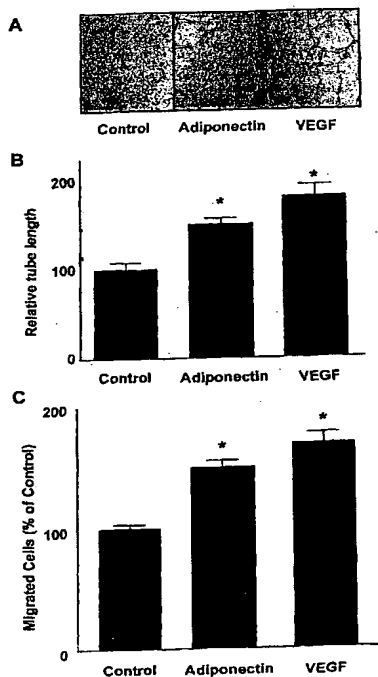 A
Control Adiponectin VEGF
B
200
*
*
100
0
Relative tube length
Control Adiponectin VEGF
C
200
*
*
100
0
Migrated Cells (% of Control)
Control Adiponectin VEGF